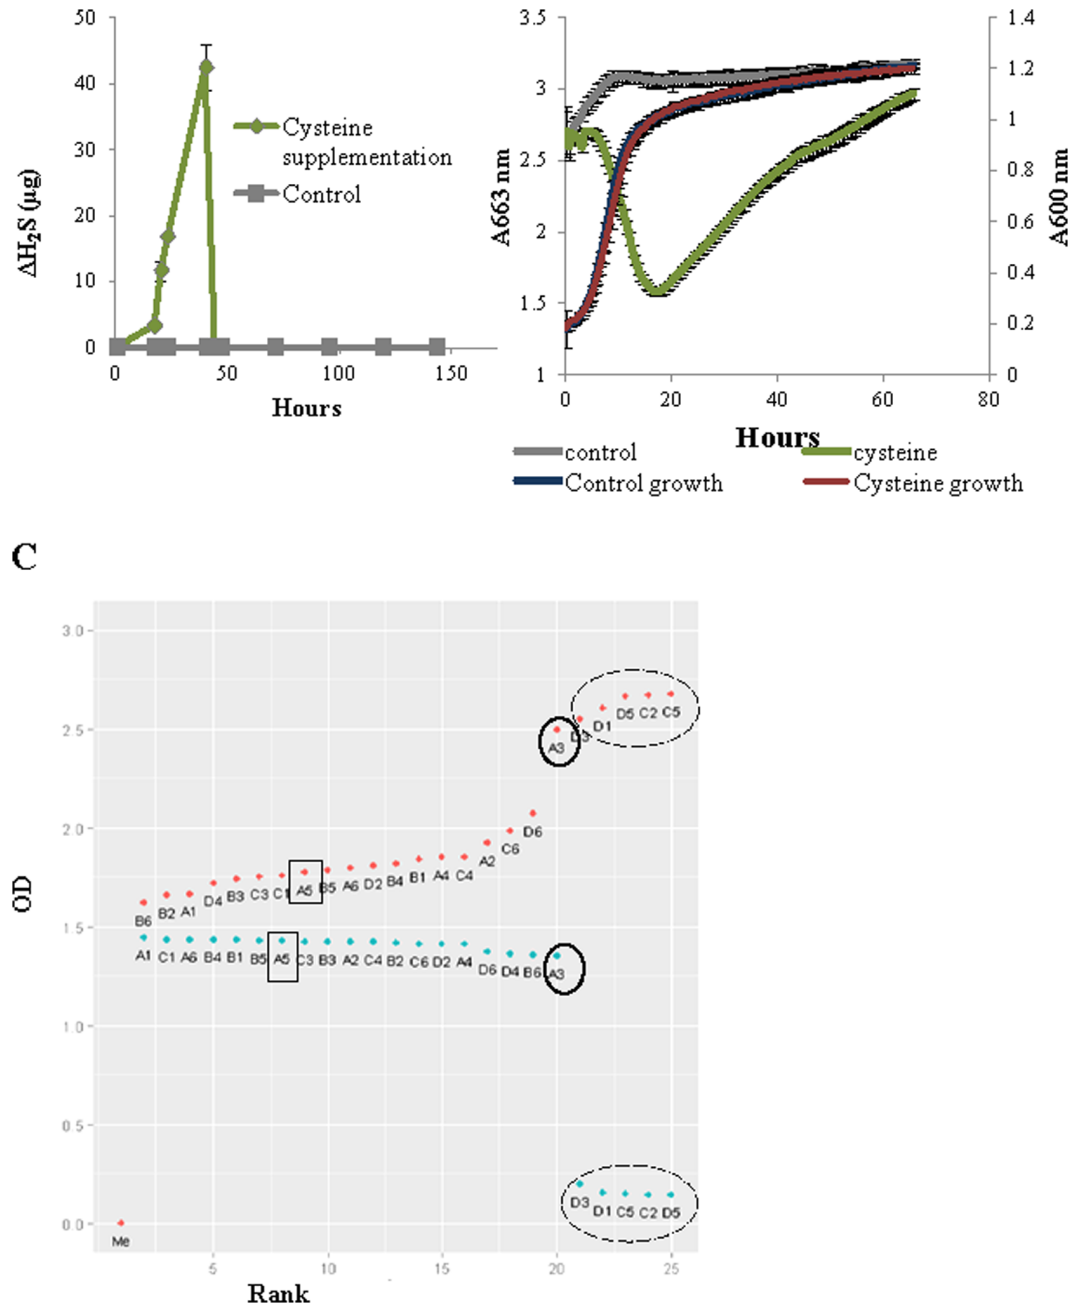 50
40
30
20
10
0
ΔH₂S (µg)
Cysteine
supplementation
Control
0 50 100 150
Hours
3.5
3
2.5
2
1.5
1
A663 nm
1.4
1.2
1
0.8
0.6
0.4
0.2
0
A600 nm
0 20 40 60 80
Hours
control cysteine
Control growth Cysteine growth
C
3.0
2.5
2.0
1.5
1.0
0.5
0.0
OD
D5 C2 C5
D1
D3
A3
D6
C6
A2
B6 B2 A1 D4 B3 C3 C1 A5 B5 A6 D2 B4 B1 A4 C4
A1 C1 A6 B4 B1 B5 A5 C3 B3 A2 C4 B2 C6 D2 A4 D6 D4 B6 A3
D3 D1 C5 C2 D5
Me
5 10 15 20 25
Rank